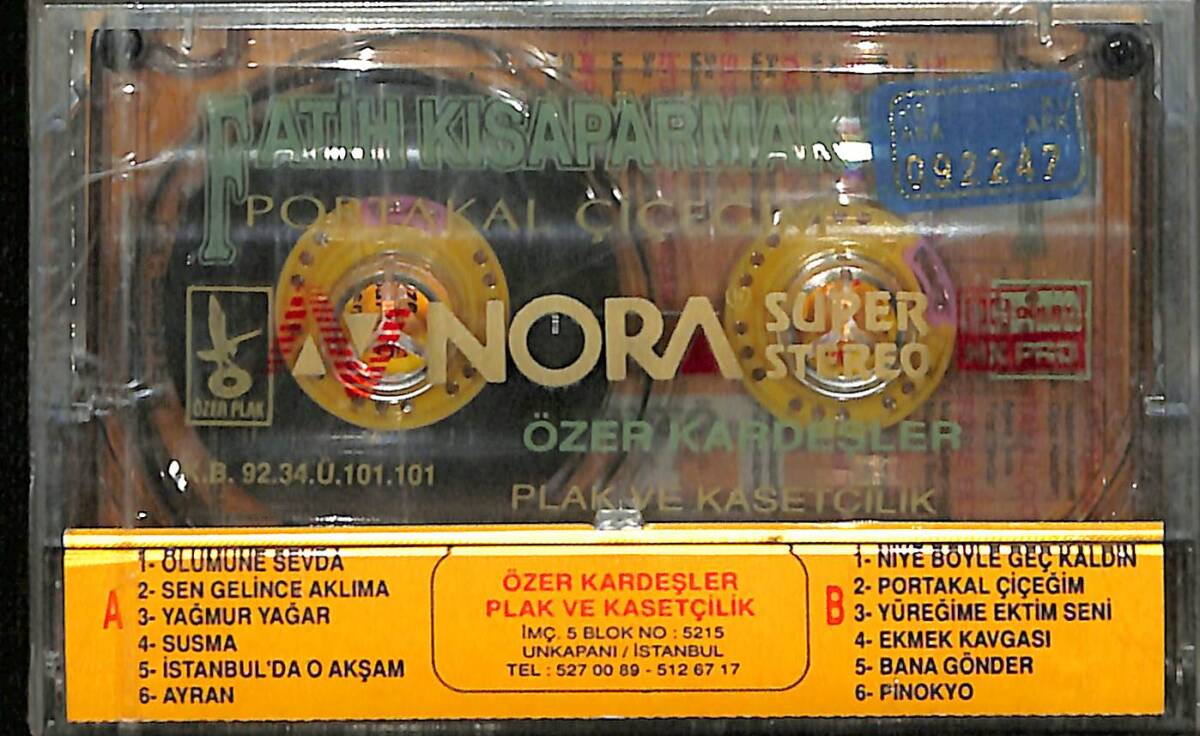 FATİH KISAPARMAK
PORTAKAL ÇİÇEĞİM
092247
NORA
SUPER
STEREO
ÖZER PLAK
HX PRO
ÖZER KARDEŞLER
K.B. 92.34.Ü.101.101
PLAK VE KASETÇİLİK
A
1- ÖLÜMÜNE SEVDA
2- SEN GELİNCE AKLIMA
3- YAĞMUR YAĞAR
4- SUSMA
5- İSTANBUL'DA O AKŞAM
6- AYRAN
ÖZER KARDEŞLER
PLAK VE KASETÇİLİK
İMÇ. 5 BLOK NO : 5215
UNKAPANI / İSTANBUL
TEL : 527 00 89 - 512 67 17
B
1- NİYE BÖYLE GEÇ KALDIN
2- PORTAKAL ÇİÇEĞİM
3- YÜREĞİME EKTİM SENİ
4- EKMEK KAVGASI
5- BANA GÖNDER
6- PİNOKYO